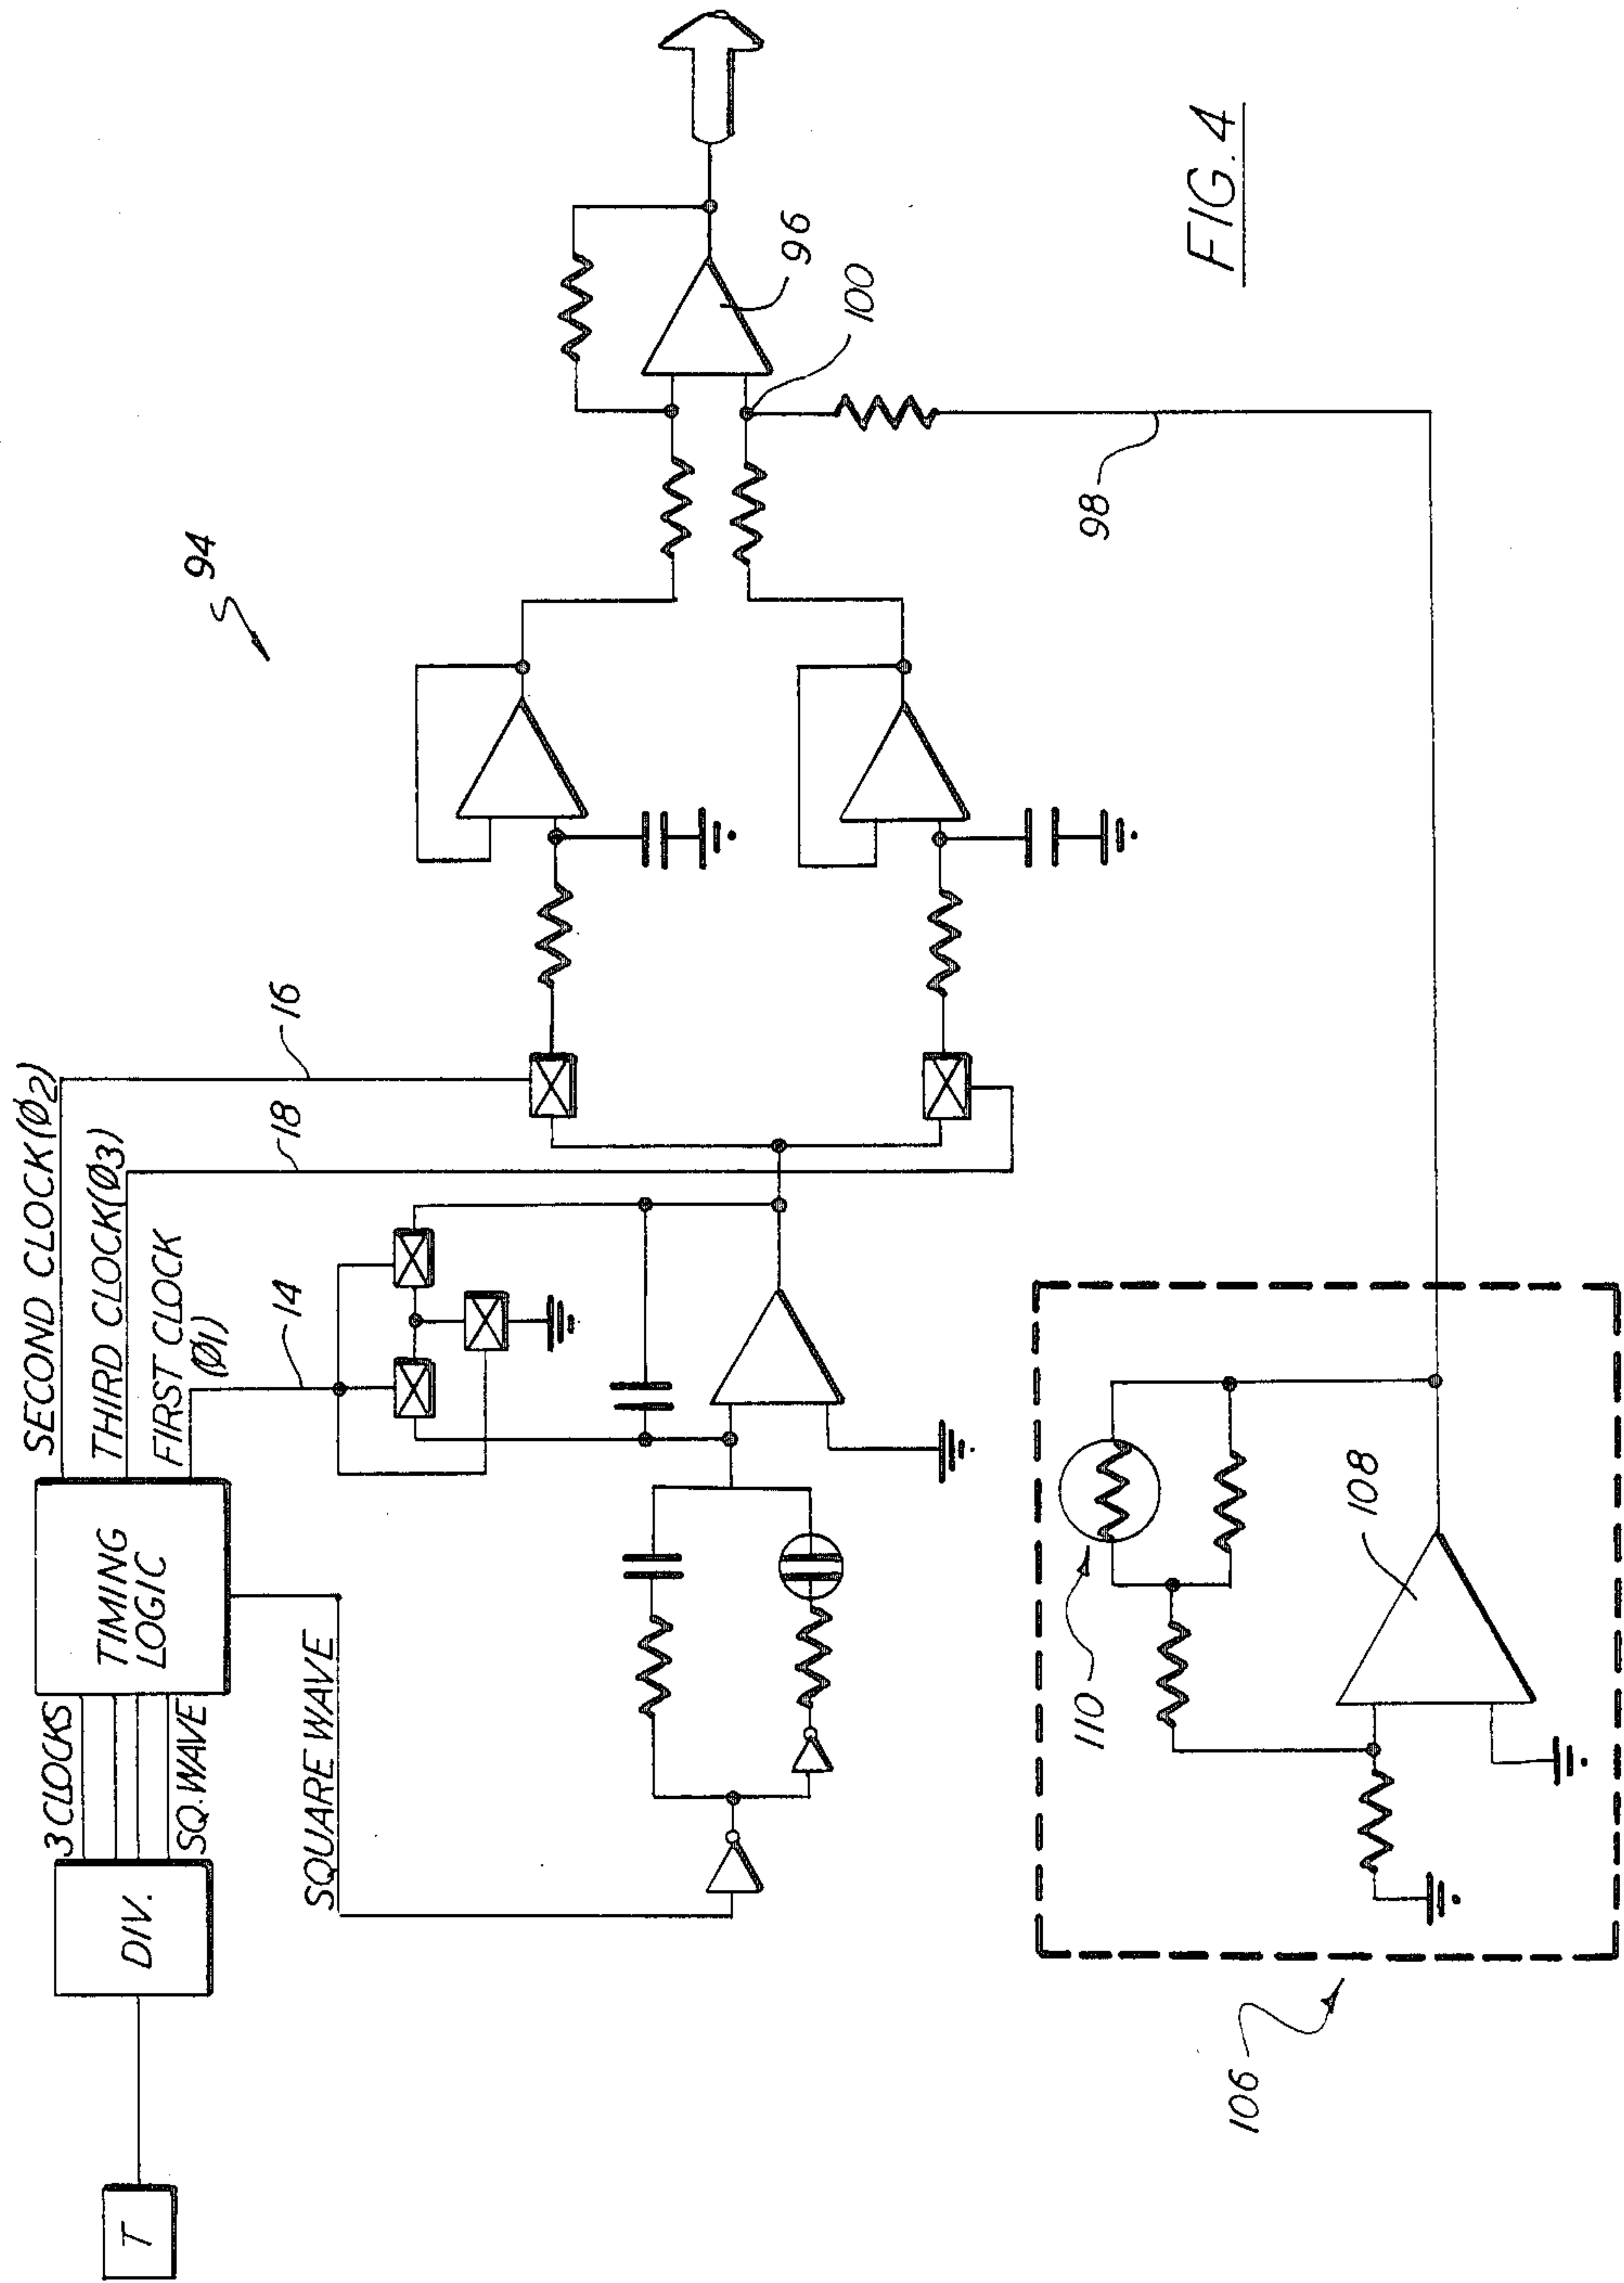 T
DIV.
3 CLOCKS
SQ. WAVE
TIMING
LOGIC
SECOND CLOCK (Ø2)
THIRD CLOCK (Ø3)
FIRST CLOCK
(Ø1)
SQUARE WAVE
14
16
18
94
96
100
98
106
108
110
FIG. 4